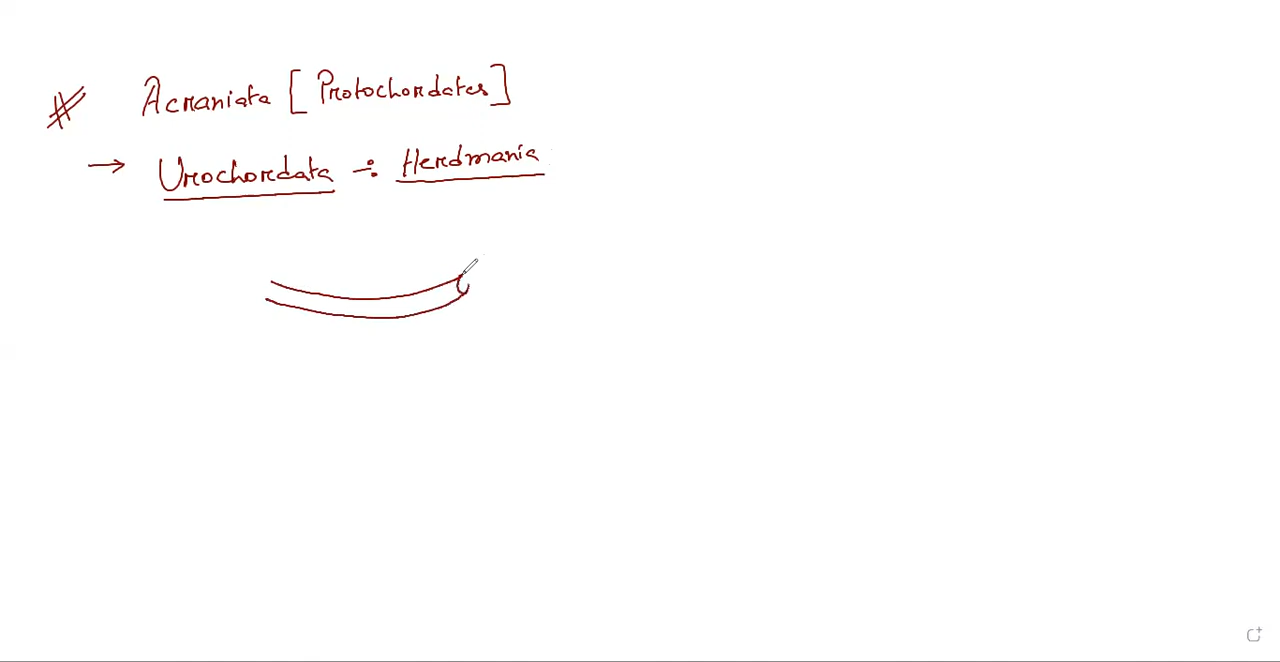 # Acraniata [Protochordates]
→ Urochordata ÷ Herdmania